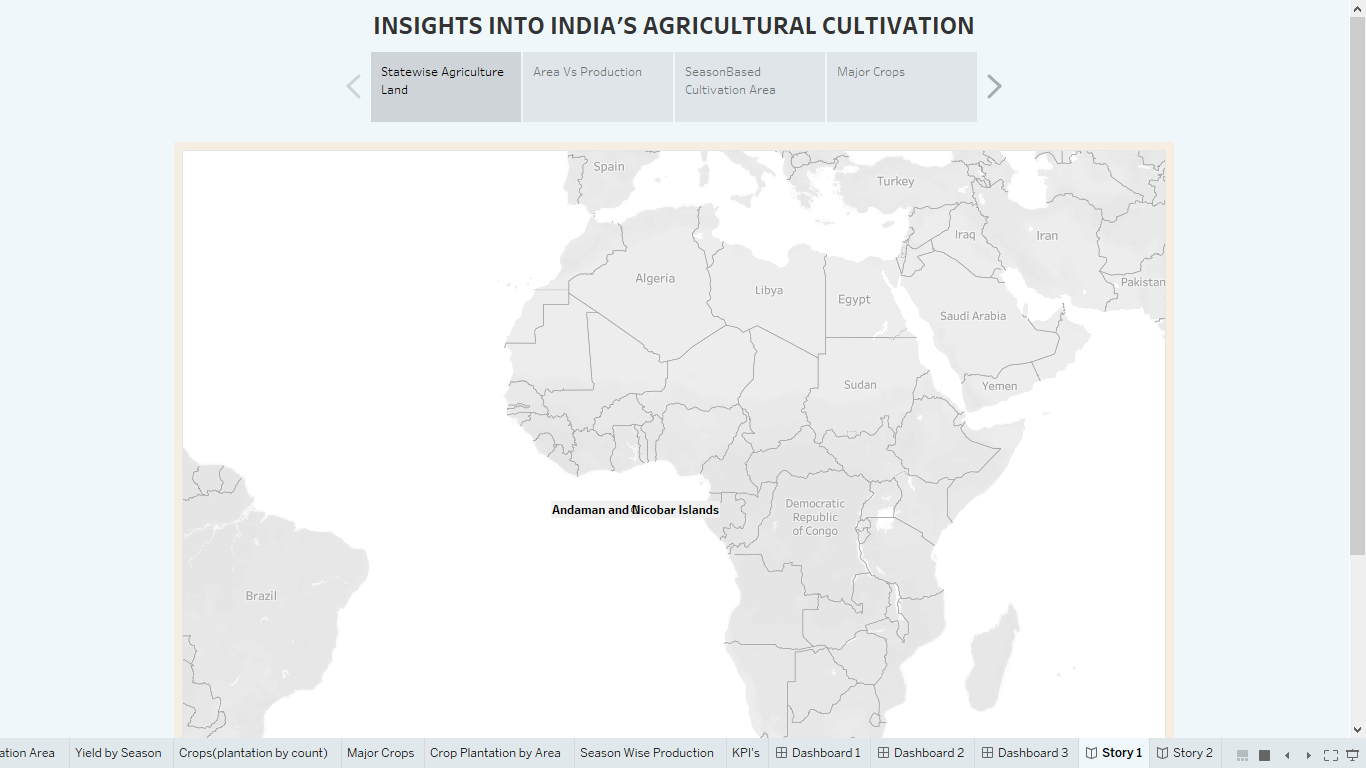 INSIGHTS INTO INDIA’S AGRICULTURAL CULTIVATION
Statewise Agriculture
Land
Area Vs Production
SeasonBased
Cultivation Area
Major Crops
Spain
Turkey
Iraq
Iran
Algeria
Libya
Egypt
Pakistan
Saudi Arabia
Sudan
Yemen
Andaman and Nicobar Islands
Democratic
Republic
of Congo
Brazil
ation Area
Yield by Season
Crops(plantation by count)
Major Crops
Crop Plantation by Area
Season Wise Production
KPI's
Dashboard 1
Dashboard 2
Dashboard 3
Story 1
Story 2